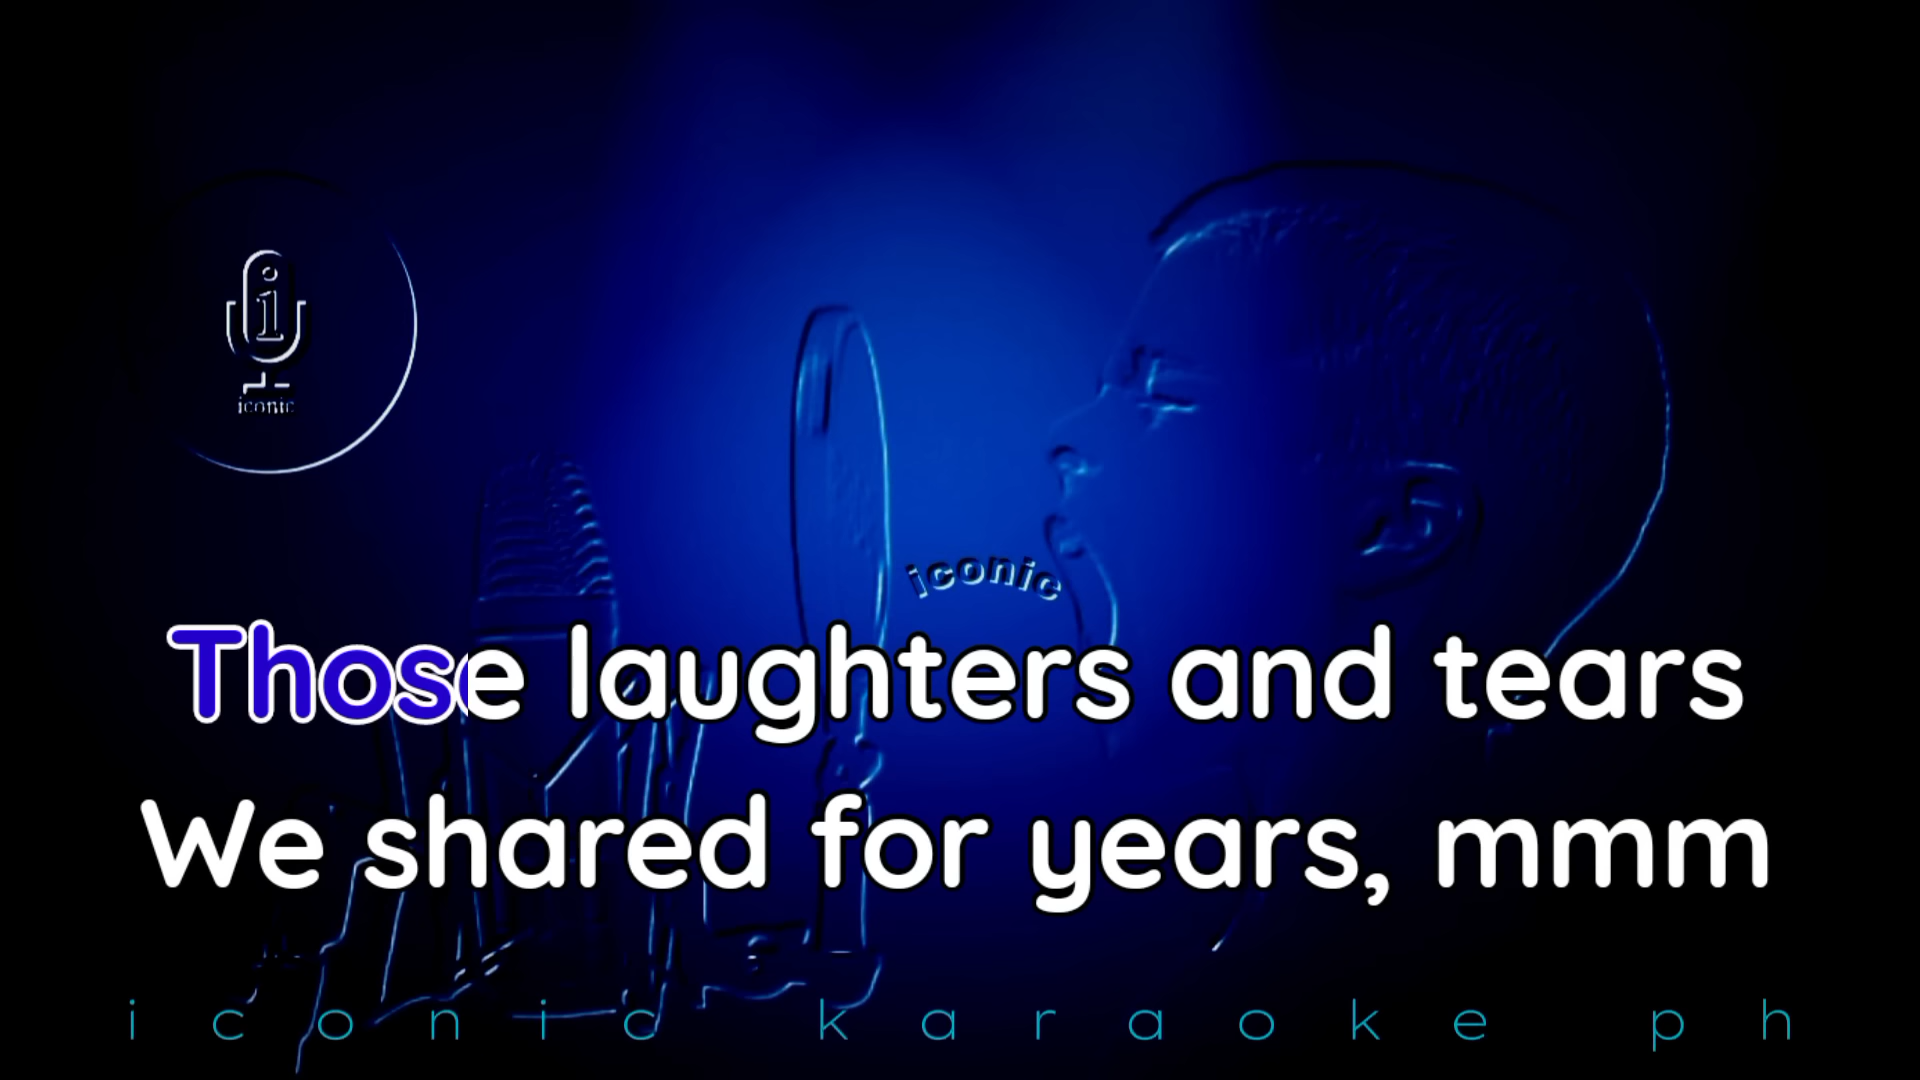 i
iconic
iconic
Those laughters and tears
We shared for years, mmm
iconic karaoke ph